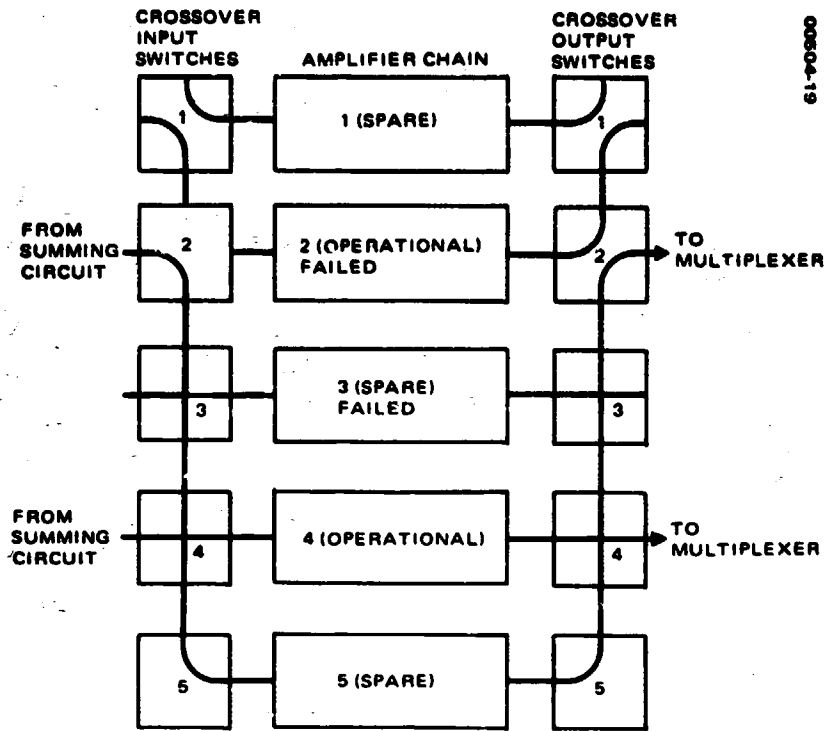 CROSSOVER
INPUT
SWITCHES
AMPLIFIER CHAIN
CROSSOVER
OUTPUT
SWITCHES
00504-19
1
1 (SPARE)
1
FROM
SUMMING
CIRCUIT
2
2 (OPERATIONAL)
FAILED
2
TO
MULTIPLEXER
3
3 (SPARE)
FAILED
3
FROM
SUMMING
CIRCUIT
4
4 (OPERATIONAL)
4
TO
MULTIPLEXER
5
5 (SPARE)
5